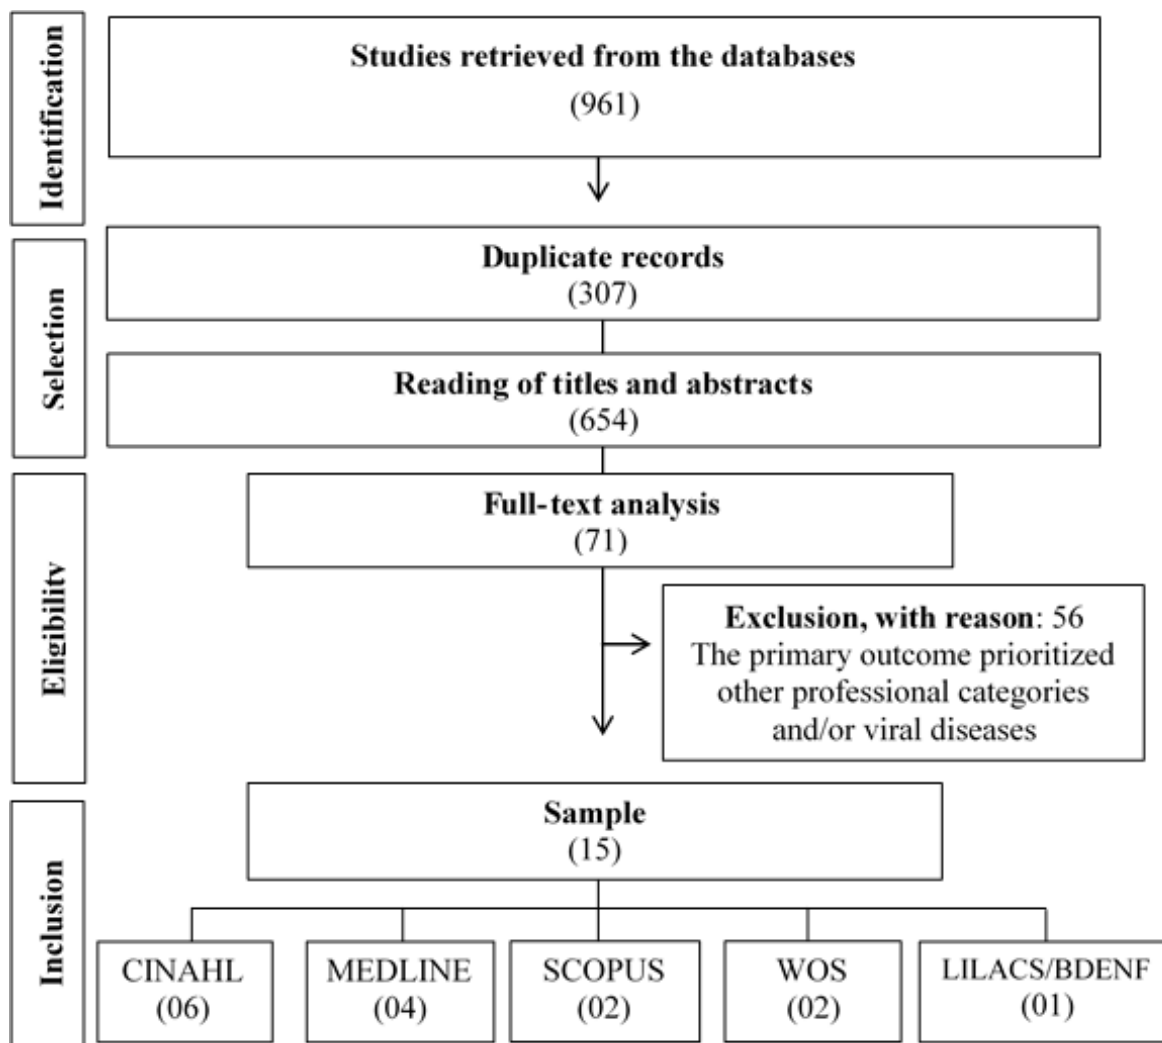 Identification
Studies retrieved from the databases
(961)
Selection
Duplicate records
(307)
Reading of titles and abstracts
(654)
Eligibility
Full-text analysis
(71)
Exclusion, with reason: 56
The primary outcome prioritized
other professional categories
and/or viral diseases
Inclusion
Sample
(15)
CINAHL
(06)
MEDLINE
(04)
SCOPUS
(02)
WOS
(02)
LILACS/BDENF
(01)